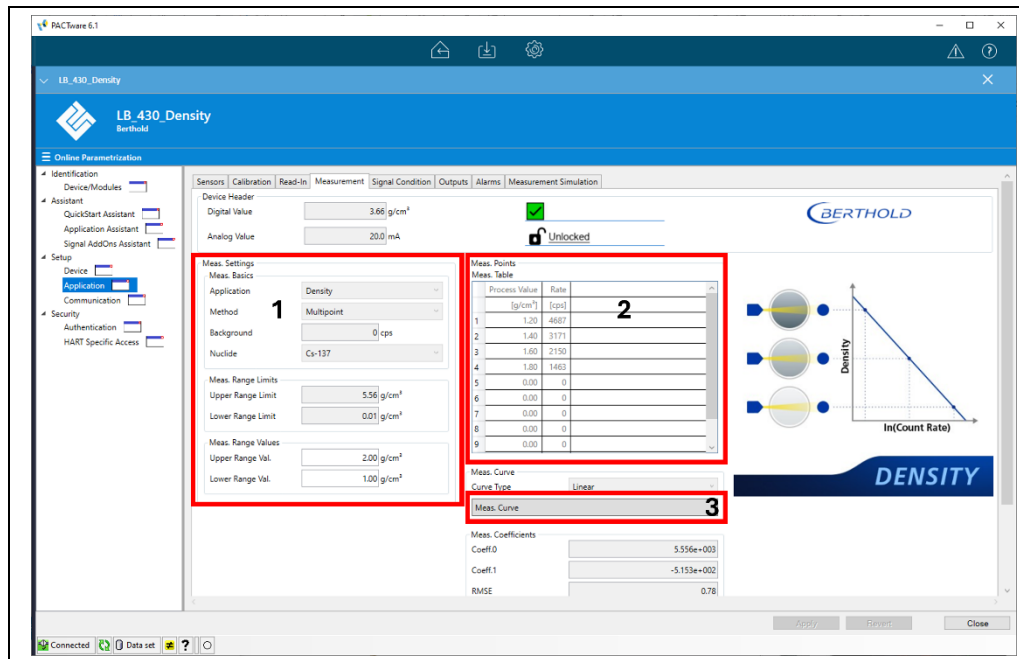 PACTware 6.1
LB_430_Density
LB_430_Density
Berthold
Online Parametrization
Identification
Device/Modules
Assistant
QuickStart Assistant
Application Assistant
Signal AddOns Assistant
Setup
Device
Application
Communication
Security
Authentication
HART Specific Access
Sensors Calibration Read-In Measurement Signal Condition Outputs Alarms Measurement Simulation
Device Header
Digital Value 3.66 g/cm³
Analog Value 20.0 mA
Unlocked
BERTHOLD
Meas. Settings
Meas. Basics
Application Density
Method Multipoint
Background 0 cps
Nuclide Cs-137
1
Meas. Range Limits
Upper Range Limit 5.56 g/cm³
Lower Range Limit 0.01 g/cm³
Meas. Range Values
Upper Range Val. 2.00 g/cm³
Lower Range Val. 1.00 g/cm³
Meas. Points
Meas. Table
Process Value Rate
[g/cm³] [cps]
1 1.20 4687
2 1.40 3171
3 1.60 2150
4 1.80 1463
5 0.00 0
6 0.00 0
7 0.00 0
8 0.00 0
9 0.00 0
2
Meas. Curve
Curve Type Linear
Meas. Curve
3
Meas. Coefficients
Coeff.0 5.556e+003
Coeff.1 -5.153e+002
RMSE 0.78
Density
ln(Count Rate)
DENSITY
Apply Revert Close
Connected Data set ?